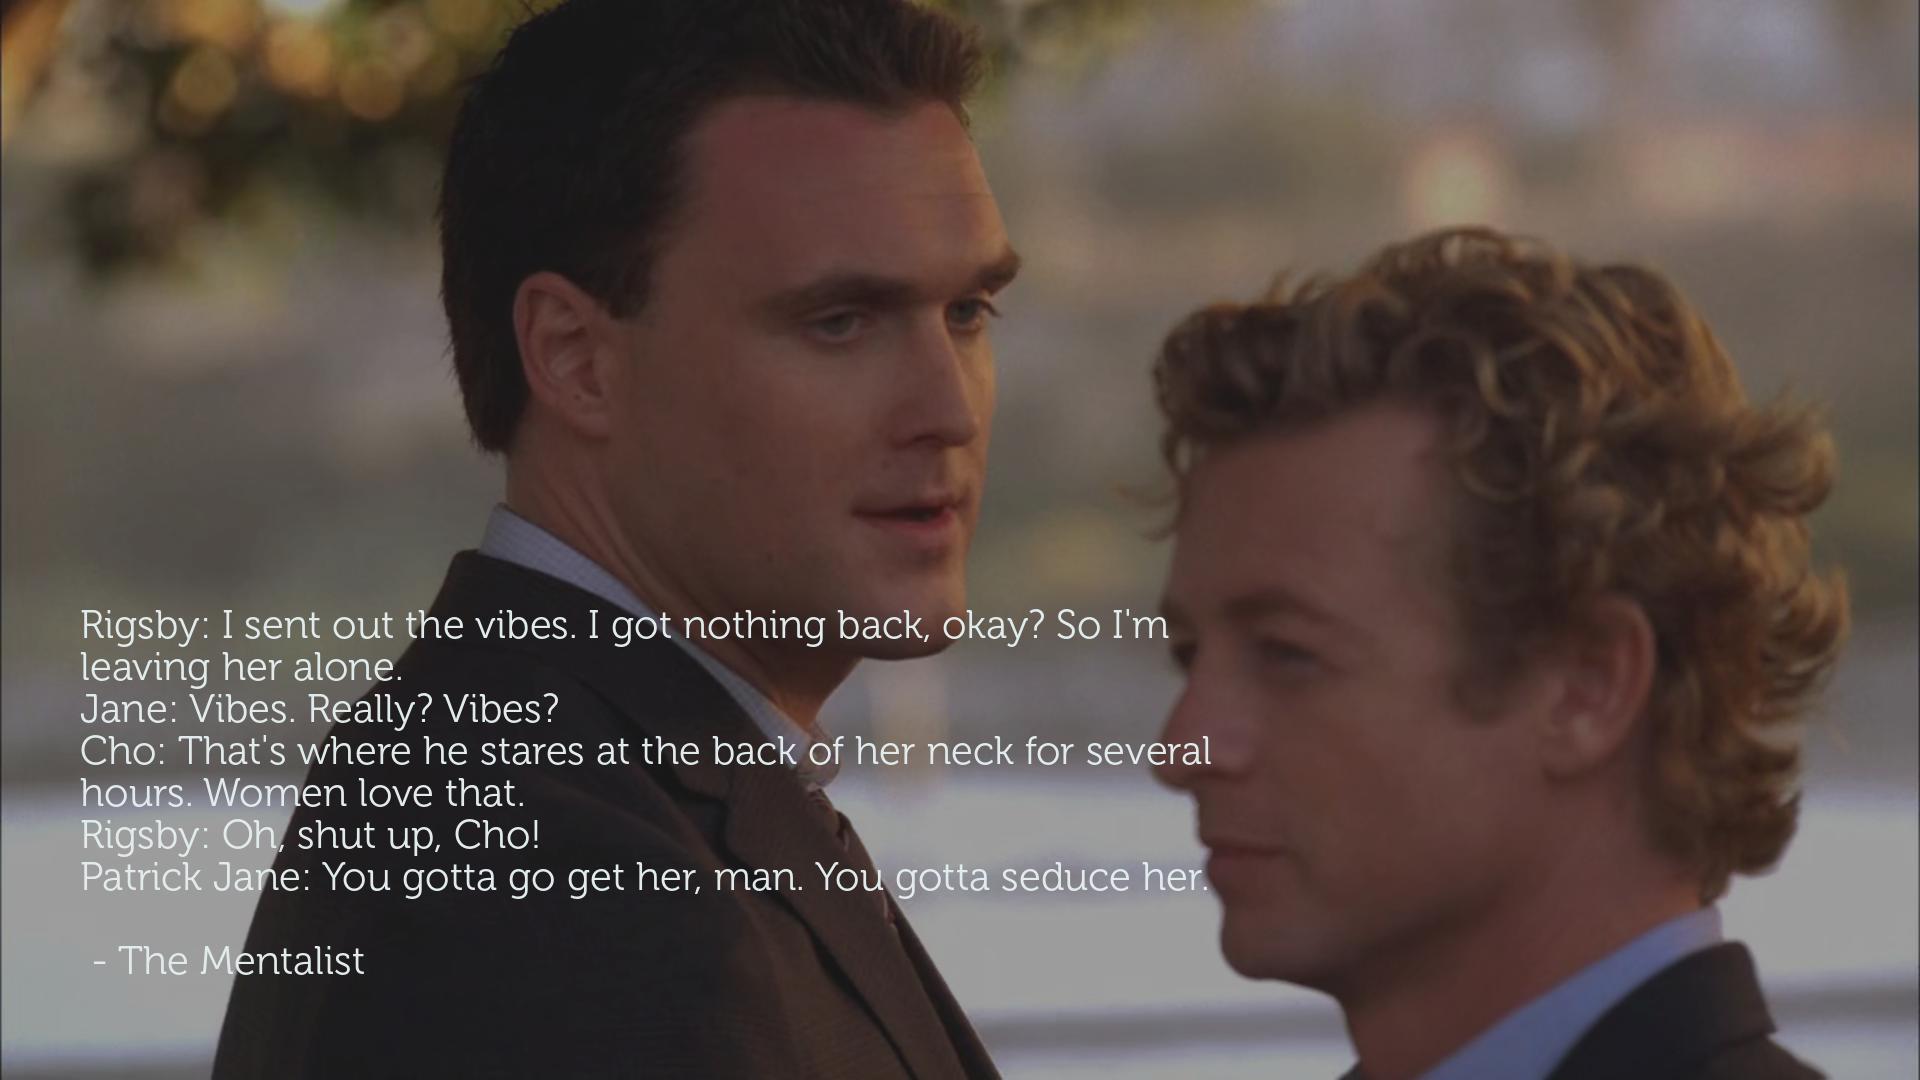 Rigsby: I sent out the vibes. I got nothing back, okay? So I'm
leaving her alone.
Jane: Vibes. Really? Vibes?
Cho: That's where he stares at the back of her neck for several
hours. Women love that.
Rigsby: Oh, shut up, Cho!
Patrick Jane: You gotta go get her, man. You gotta seduce her.
- The Mentalist